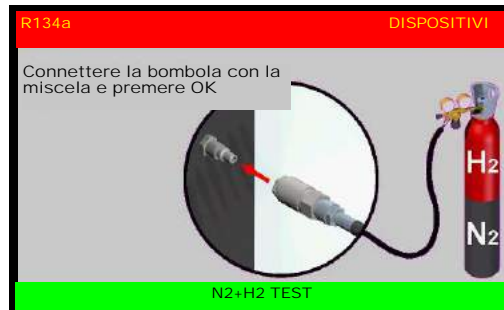 R134a DISPOSITIVI
Connettere la bombola con la
miscela e premere OK
H2
N2
N2+H2 TEST